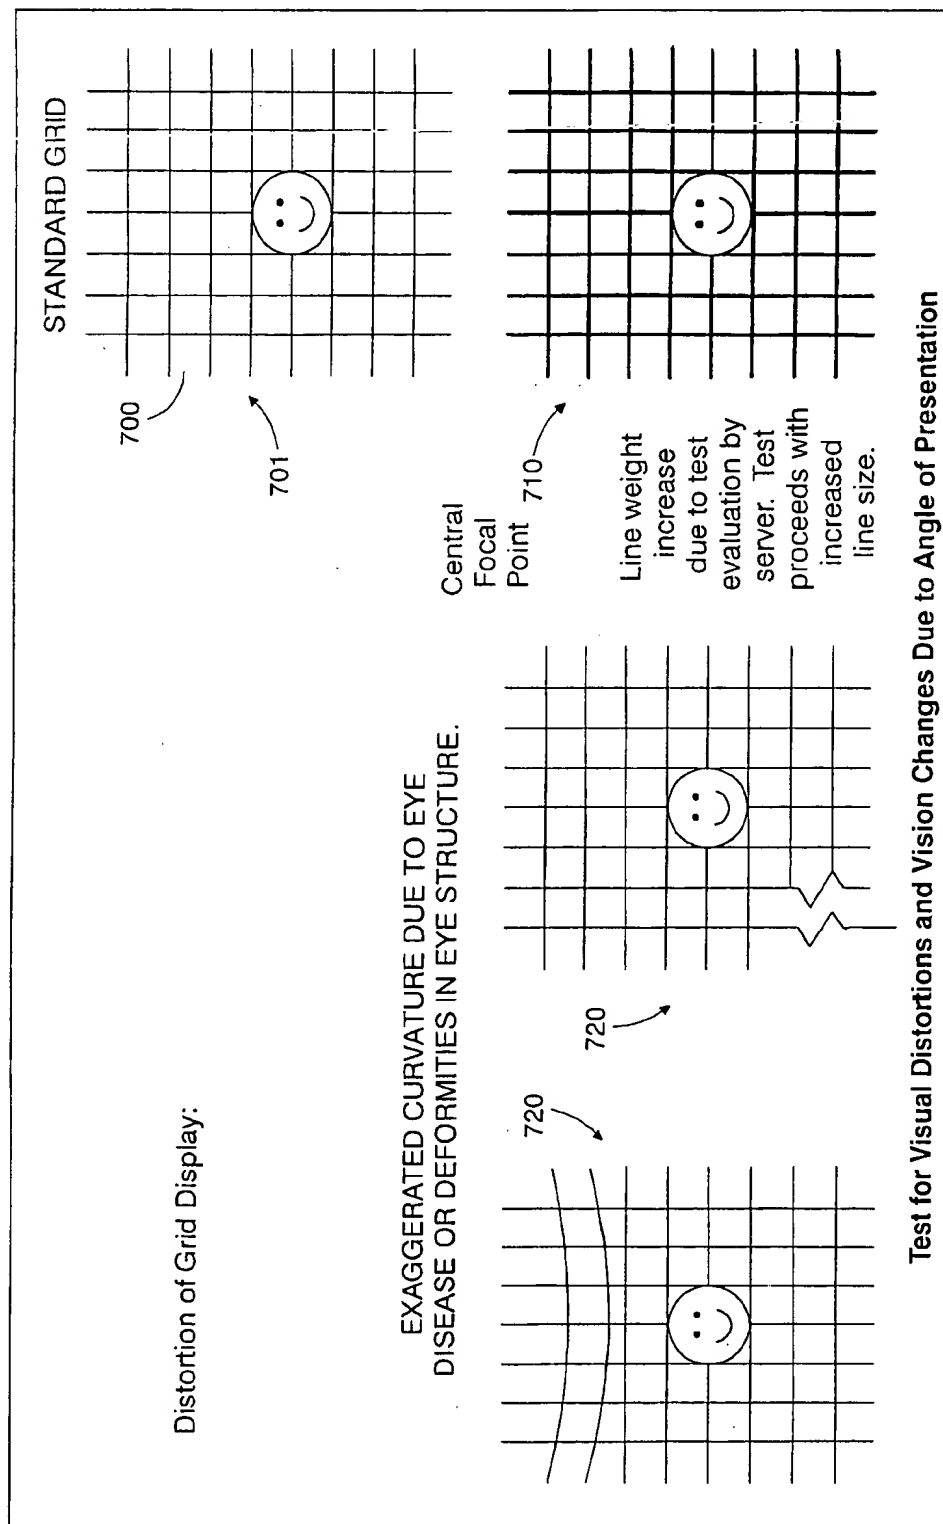 Distortion of Grid Display:
STANDARD GRID
700
701
EXAGGERATED CURVATURE DUE TO EYE
DISEASE OR DEFORMITIES IN EYE STRUCTURE.
Central
Focal
Point
720
720
710
Line weight
increase
due to test
evaluation by
server. Test
proceeds with
increased
line size.
Test for Visual Distortions and Vision Changes Due to Angle of Presentation